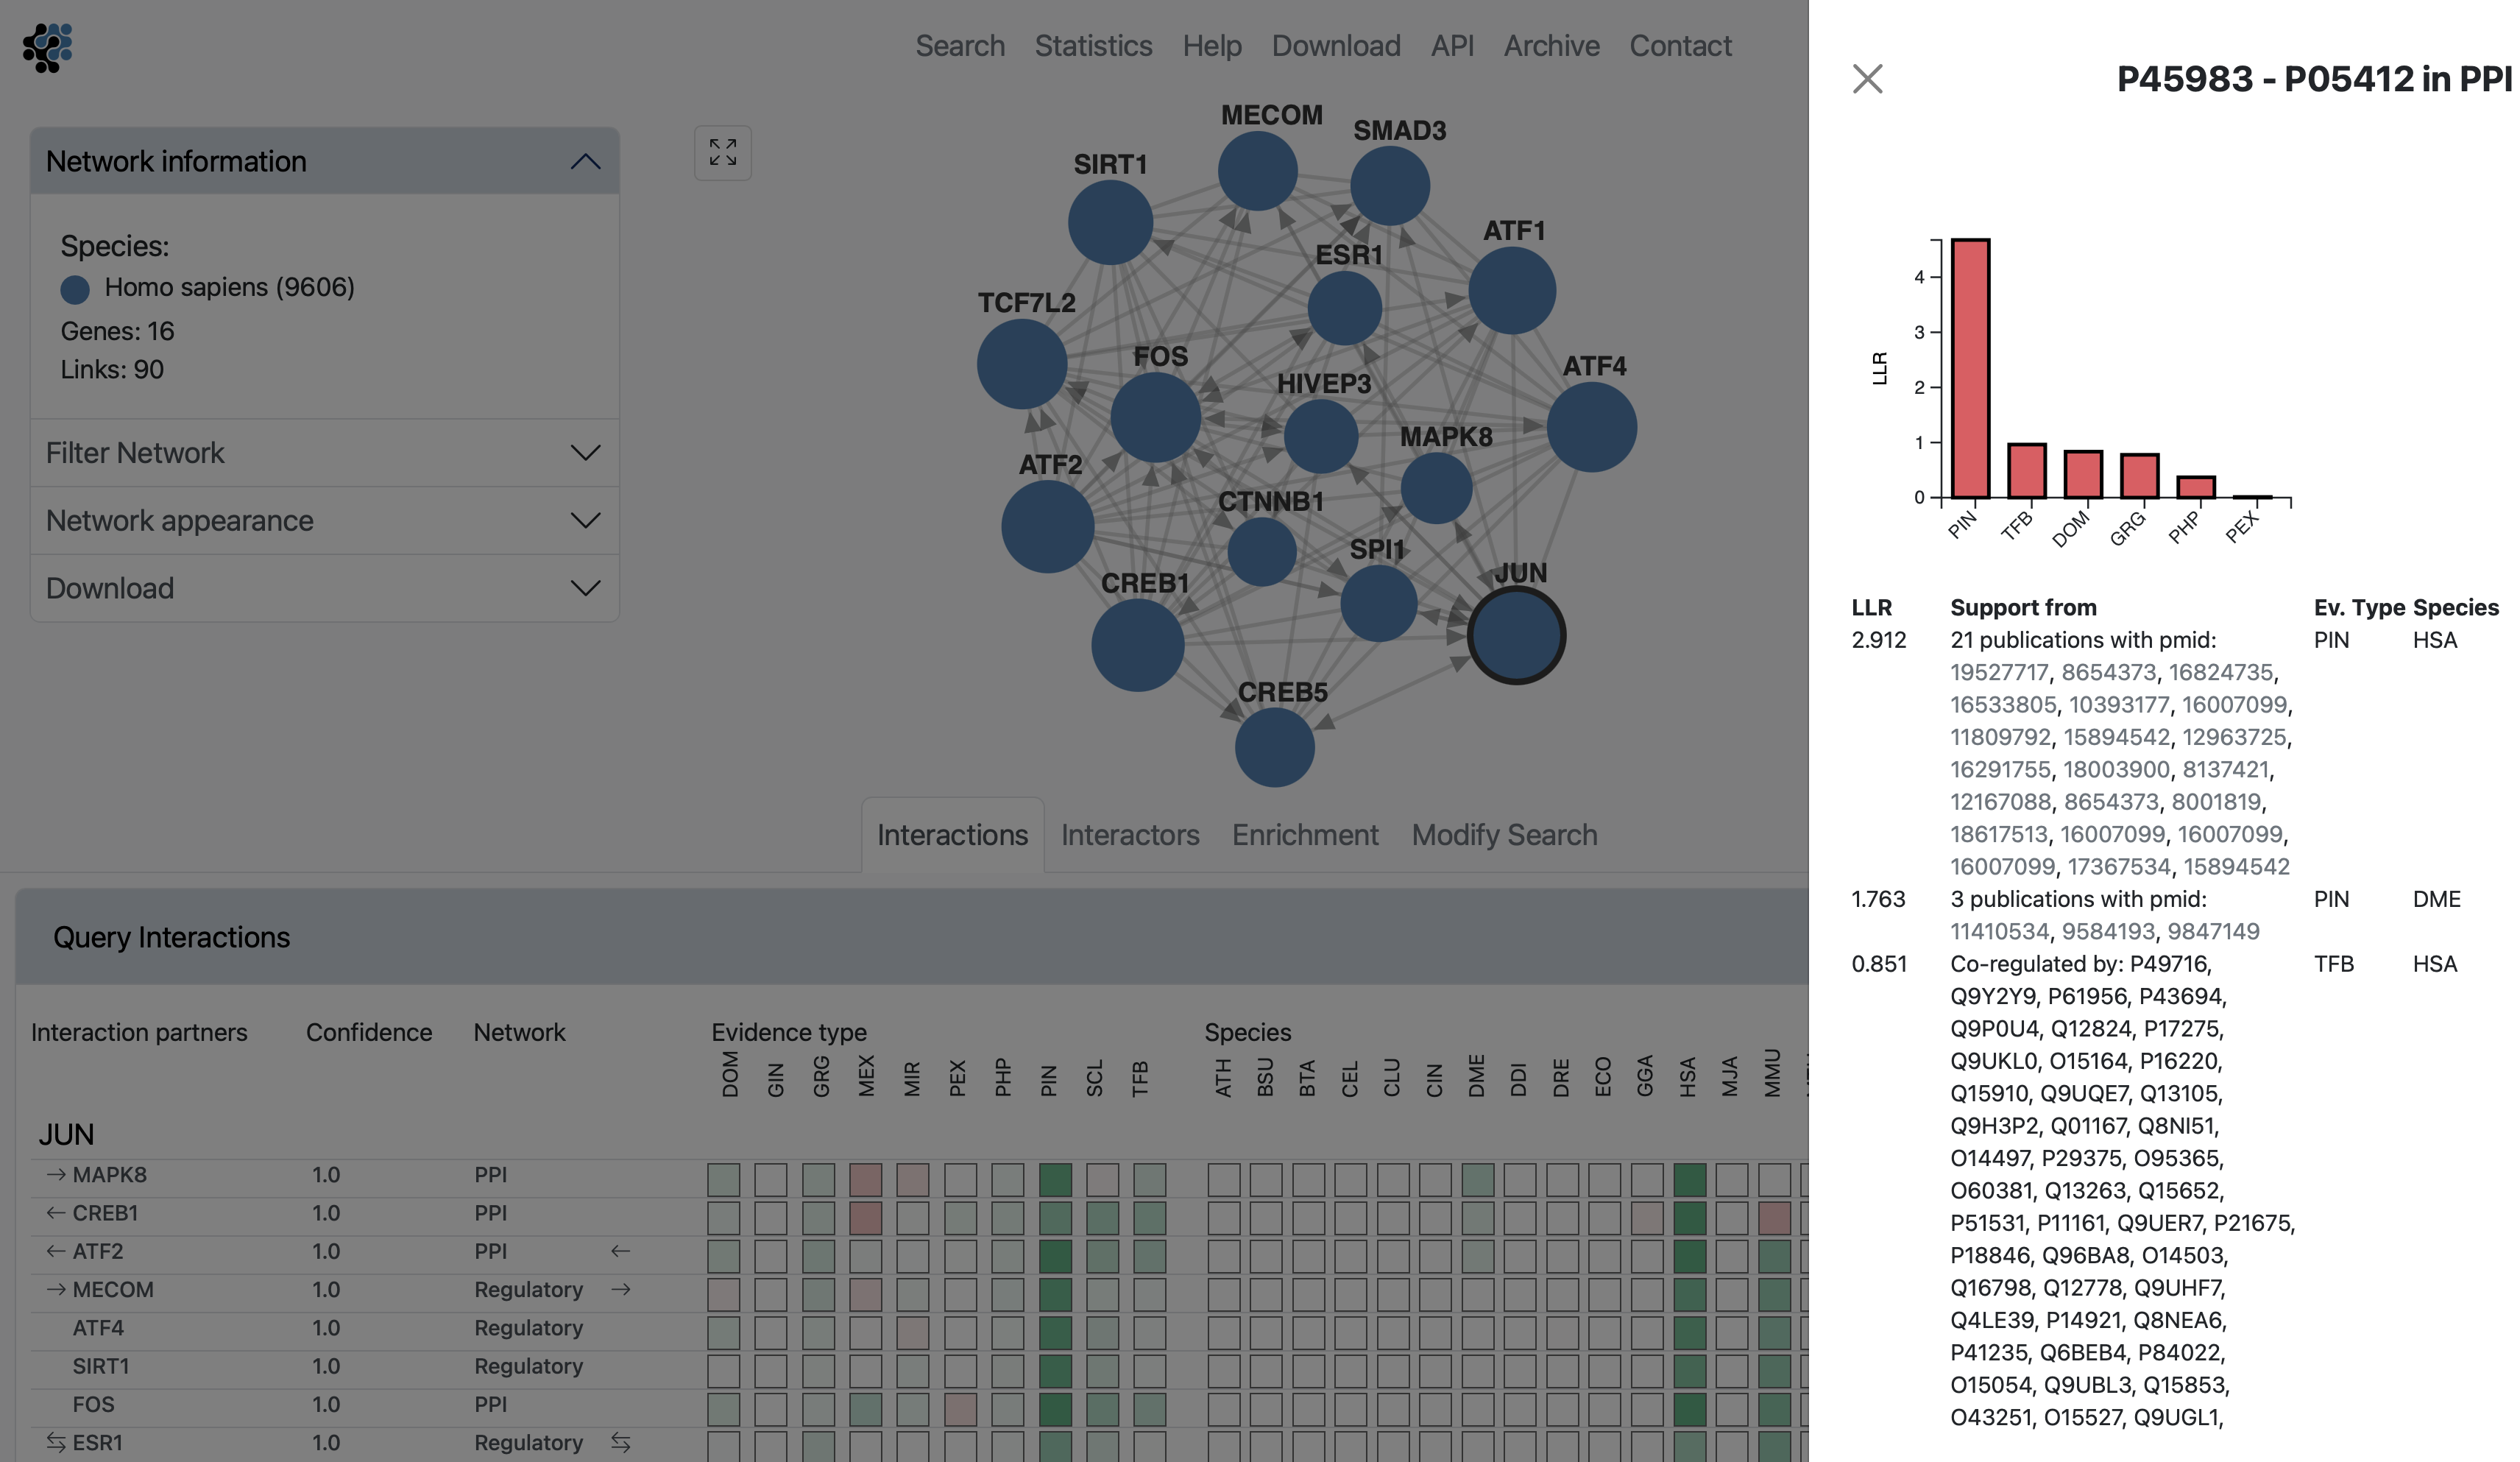 Search Statistics Help Download API Archive Contact
Network information
Species:
Homo sapiens (9606)
Genes: 16
Links: 90
Filter Network
Network appearance
Download
MECOM
SMAD3
SIRT1
ATF1
ESR1
TCF7L2
FOS
ATF4
HIVEP3
MAPK8
ATF2
CTNNB1
SPI1
JUN
CREB1
CREB5
Interactions Interactors Enrichment Modify Search
Query Interactions
Interaction partners Confidence Network Evidence type Species
DOM GIN GRG MEX MIR PEX PHP PIN SCL TFB ATH BSU BTA CEL CLU CIN DME DDI DRE ECO GGA HSA MJA MMU
JUN
→ MAPK8 1.0 PPI
← CREB1 1.0 PPI
← ATF2 1.0 PPI ←
→ MECOM 1.0 Regulatory →
ATF4 1.0 Regulatory
SIRT1 1.0 Regulatory
FOS 1.0 PPI
⇆ ESR1 1.0 Regulatory ⇆
P45983 - P05412 in PPI
LLR
4
3
2
1
0
PIN TFB DOM GRG PHP PEX
LLR Support from Ev. Type Species
2.912 21 publications with pmid: PIN HSA
19527717, 8654373, 16824735,
16533805, 10393177, 16007099,
11809792, 15894542, 12963725,
16291755, 18003900, 8137421,
12167088, 8654373, 8001819,
18617513, 16007099, 16007099,
16007099, 17367534, 15894542
1.763 3 publications with pmid: PIN DME
11410534, 9584193, 9847149
0.851 Co-regulated by: P49716, TFB HSA
Q9Y2Y9, P61956, P43694,
Q9P0U4, Q12824, P17275,
Q9UKL0, O15164, P16220,
Q15910, Q9UQE7, Q13105,
Q9H3P2, Q01167, Q8NI51,
O14497, P29375, O95365,
O60381, Q13263, Q15652,
P51531, P11161, Q9UER7, P21675,
P18846, Q96BA8, O14503,
Q16798, Q12778, Q9UHF7,
Q4LE39, P14921, Q8NEA6,
P41235, Q6BEB4, P84022,
O15054, Q9UBL3, Q15853,
O43251, O15527, Q9UGL1,